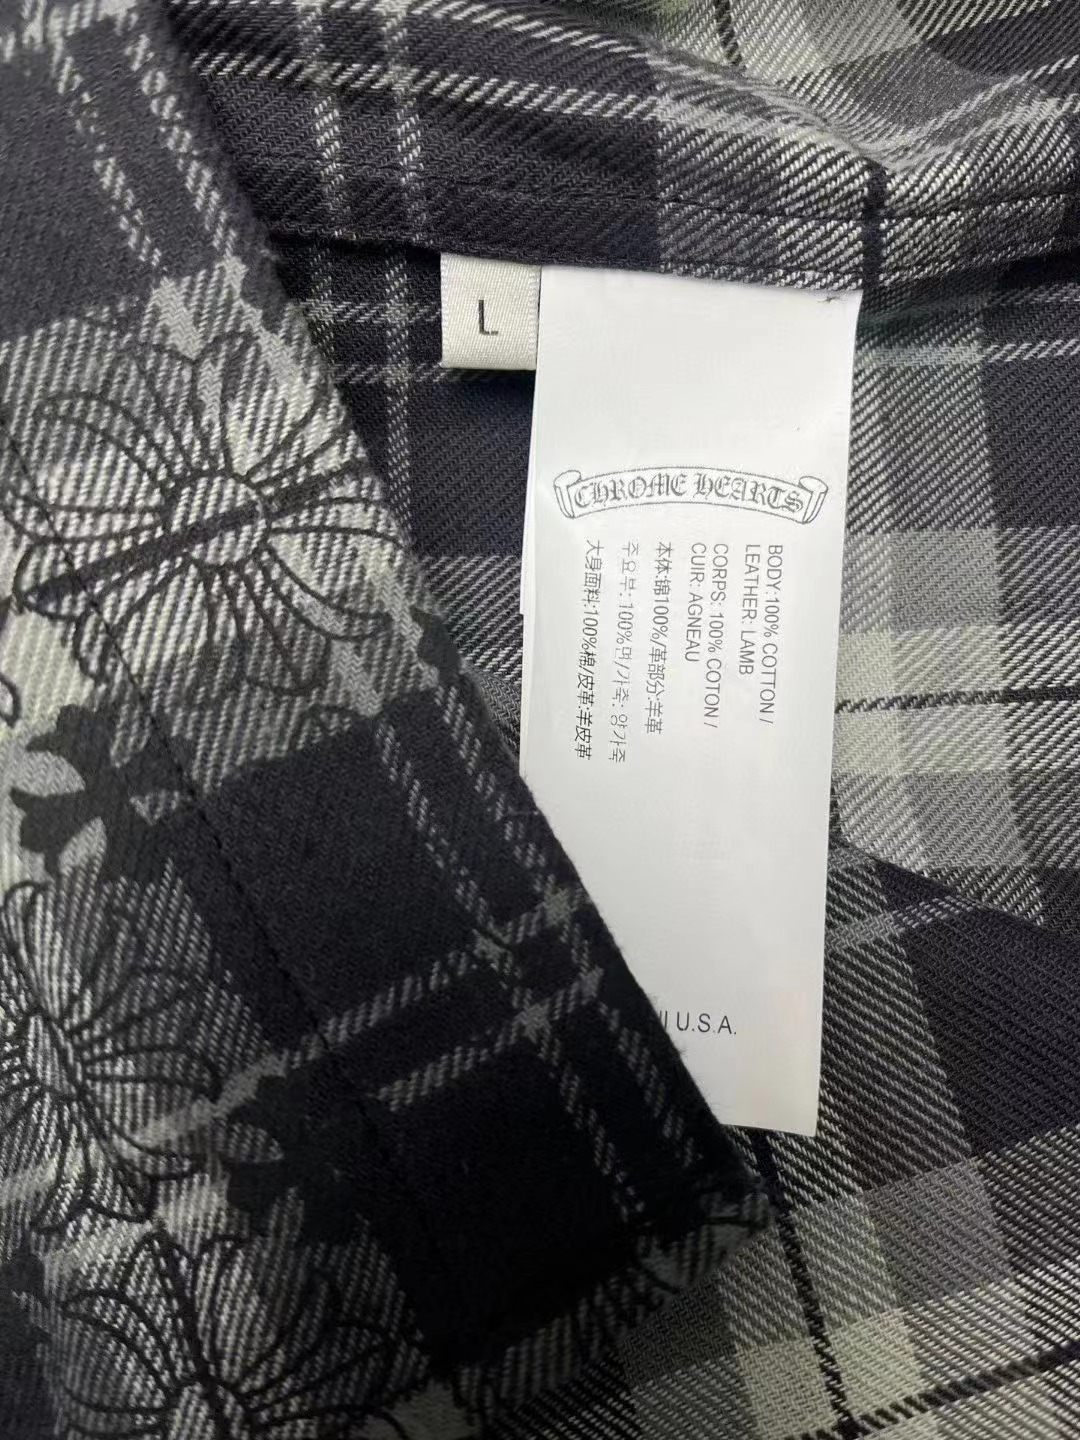 L
CHROME HEARTS
BODY:100% COTTON /
LEATHER: LAMB
CORPS: 100% COTON /
CUIR: AGNEAU
本体:锦100%/革部分:羊革
주요부: 100%면/가죽: 양가죽
大身面料:100%棉/皮革:羊皮革
U.S.A.